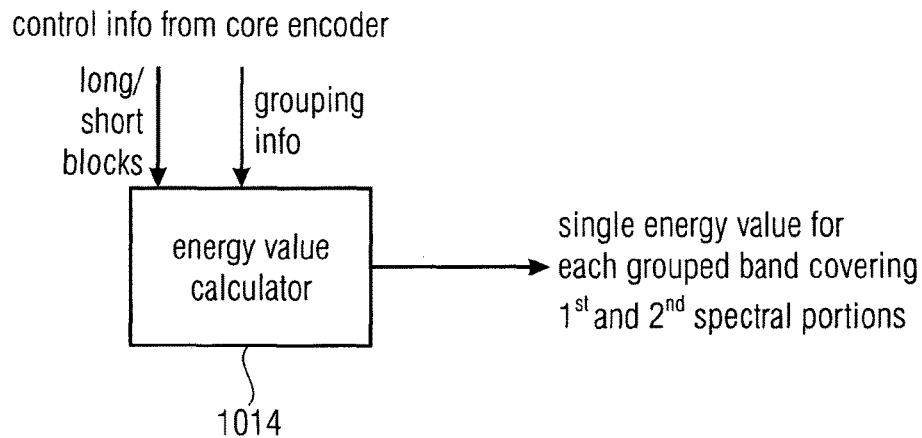 control info from core encoder
long/
short
blocks
grouping
info
energy value
calculator
single energy value for
each grouped band covering
1st and 2nd spectral portions
1014